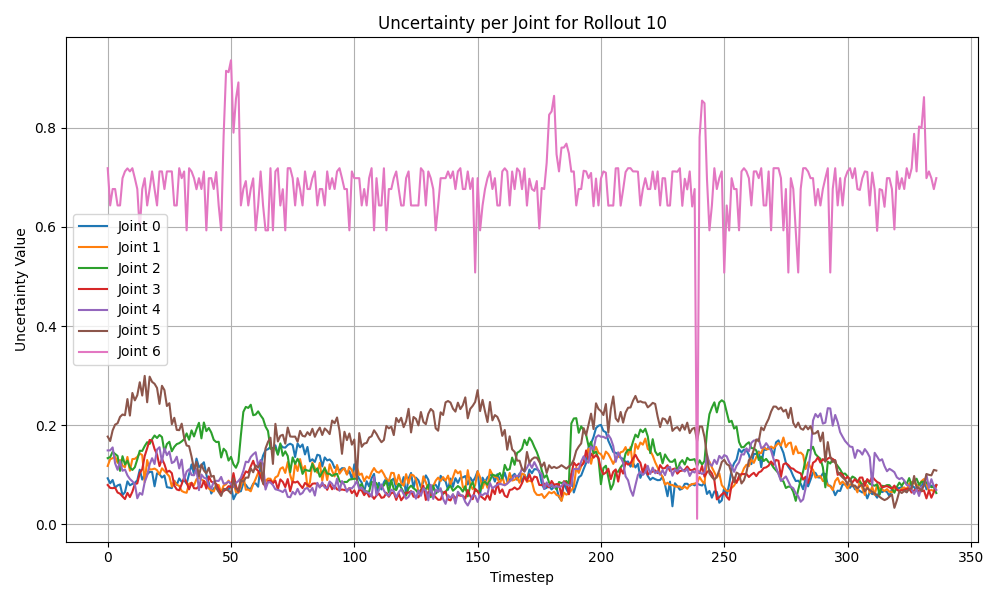 Uncertainty per Joint for Rollout 10
Uncertainty Value
0.8
0.6
0.4
0.2
0.0
Joint 0
Joint 1
Joint 2
Joint 3
Joint 4
Joint 5
Joint 6
0 50 100 150 200 250 300 350
Timestep